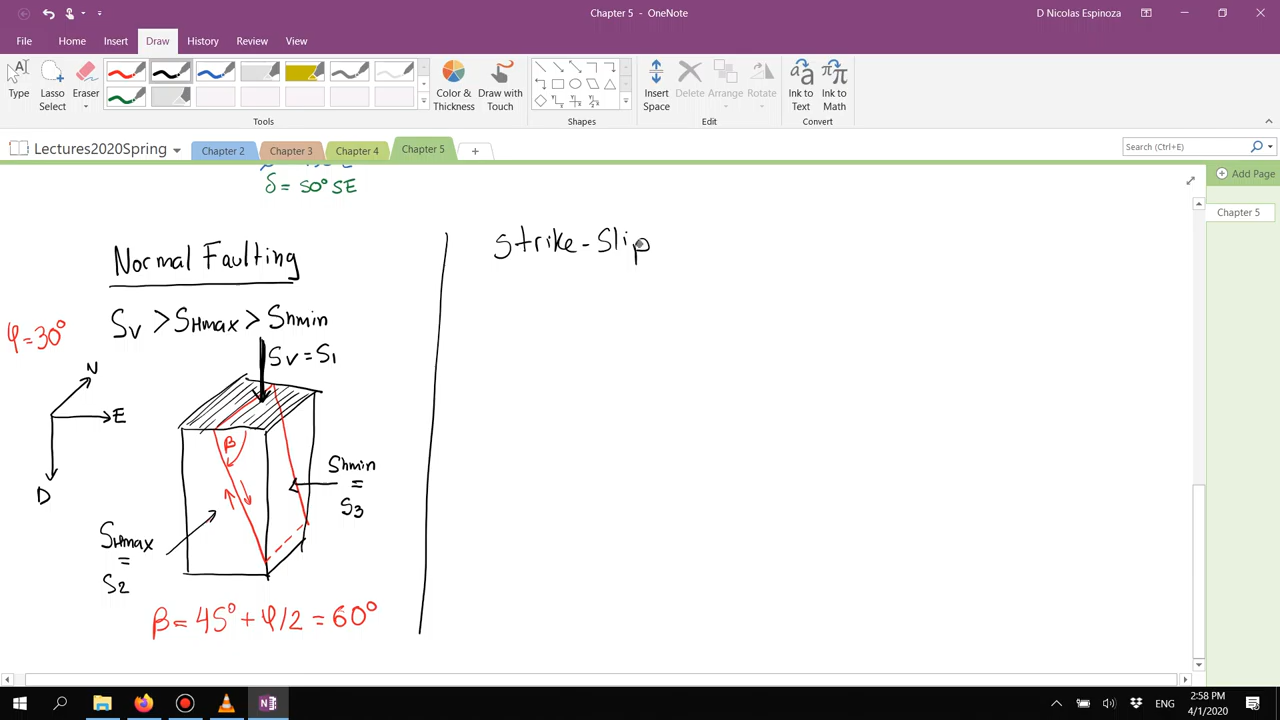 Chapter 5 - OneNote
D Nicolas Espinoza
File Home Insert Draw History Review View
Type
Lasso Select
Eraser
Color & Thickness
Draw with Touch
Insert Space
Delete
Arrange
Rotate
Ink to Text
Ink to Math
Tools
Shapes
Edit
Convert
Lectures2020Spring
Chapter 2
Chapter 3
Chapter 4
Chapter 5
Search (Ctrl+E)
Add Page
Chapter 5
δ = 50° SE
Normal Faulting
Sv > SHmax > Shmin
φ=30°
Sv = S1
N
E
D
β
Shmin
=
S3
SHmax
=
S2
β = 45° + φ/2 = 60°
Strike-Slip
ENG
2:58 PM
4/1/2020